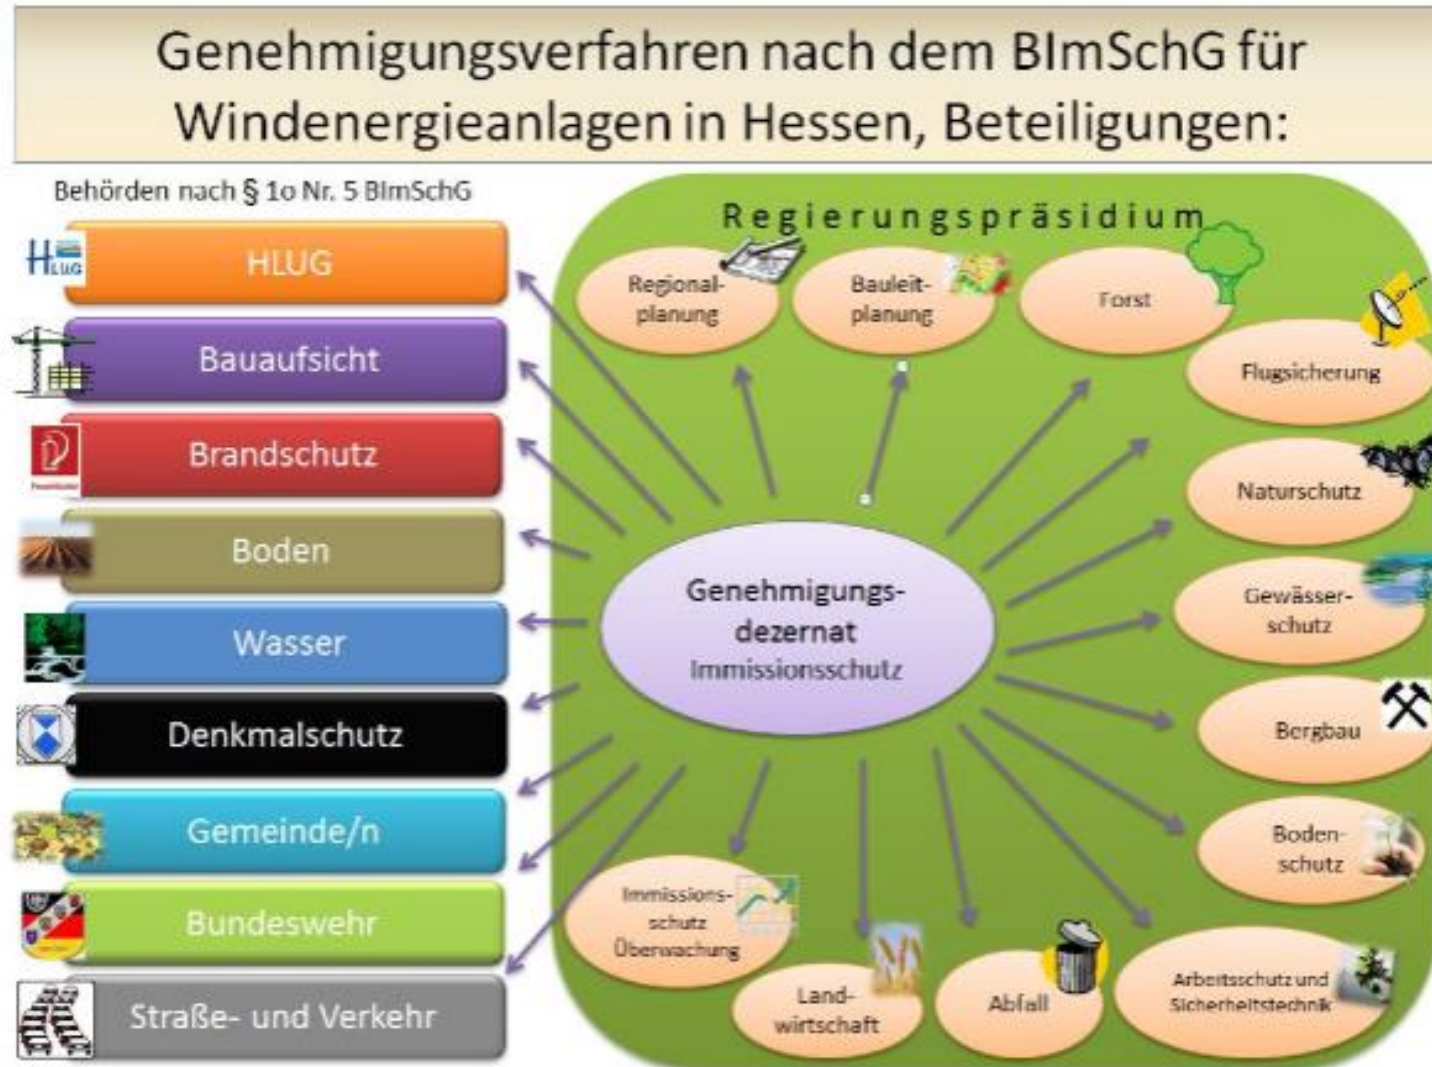 Genehmigungsverfahren nach dem BImSchG für
Windenergieanlagen in Hessen, Beteiligungen:
Behörden nach § 1o Nr. 5 BImSchG
HLUG
HLUG
Bauaufsicht
Brandschutz
Boden
Wasser
Denkmalschutz
Gemeinde/n
Bundeswehr
Straße- und Verkehr
Regierungspräsidium
Regional-
planung
Bauleit-
planung
Forst
Flugsicherung
Naturschutz
Gewässer-
schutz
Bergbau
Boden-
schutz
Arbeitsschutz und
Sicherheitstechnik
Abfall
Land-
wirtschaft
Immissions-
schutz
Überwachung
Genehmigungs-
dezernat
Immissionsschutz